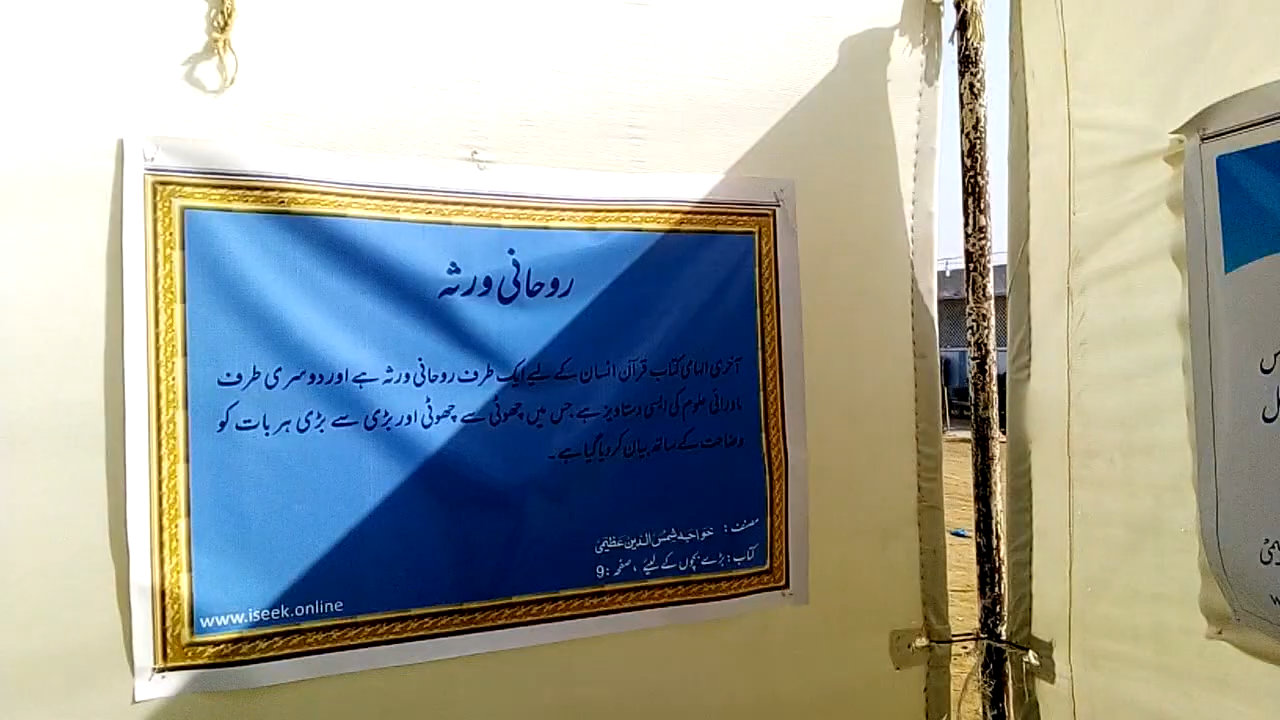 روحانی ورثہ
آخری الہامی کتاب قرآن انسان کے لیے ایک طرف روحانی ورثہ ہے اور دوسری طرف
ماورائی علوم کی ایسی دستاویز ہے جس میں چھوٹی سے چھوٹی اور بڑی سے بڑی ہر بات کو
وضاحت کے ساتھ بیان کر دیا گیا ہے۔
مصنف: خواجہ شمس الدین عظیمی
کتاب: بڑے بچوں کے لیئے، صفحہ: 9
www.iseek.online